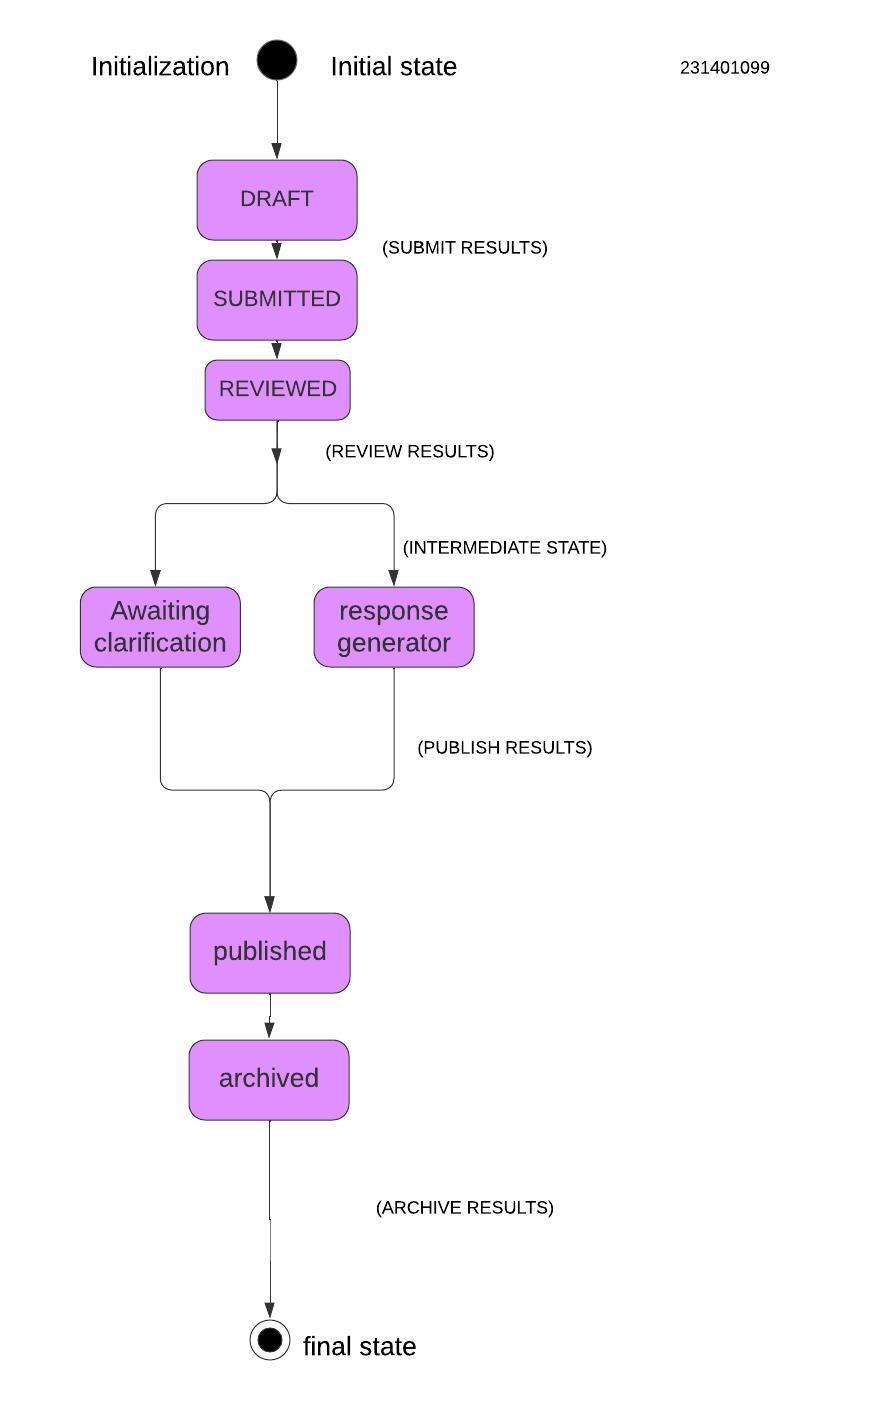 Initialization
Initial state
231401099
DRAFT
(SUBMIT RESULTS)
SUBMITTED
REVIEWED
(REVIEW RESULTS)
(INTERMEDIATE STATE)
Awaiting
clarification
response
generator
(PUBLISH RESULTS)
published
archived
(ARCHIVE RESULTS)
final state